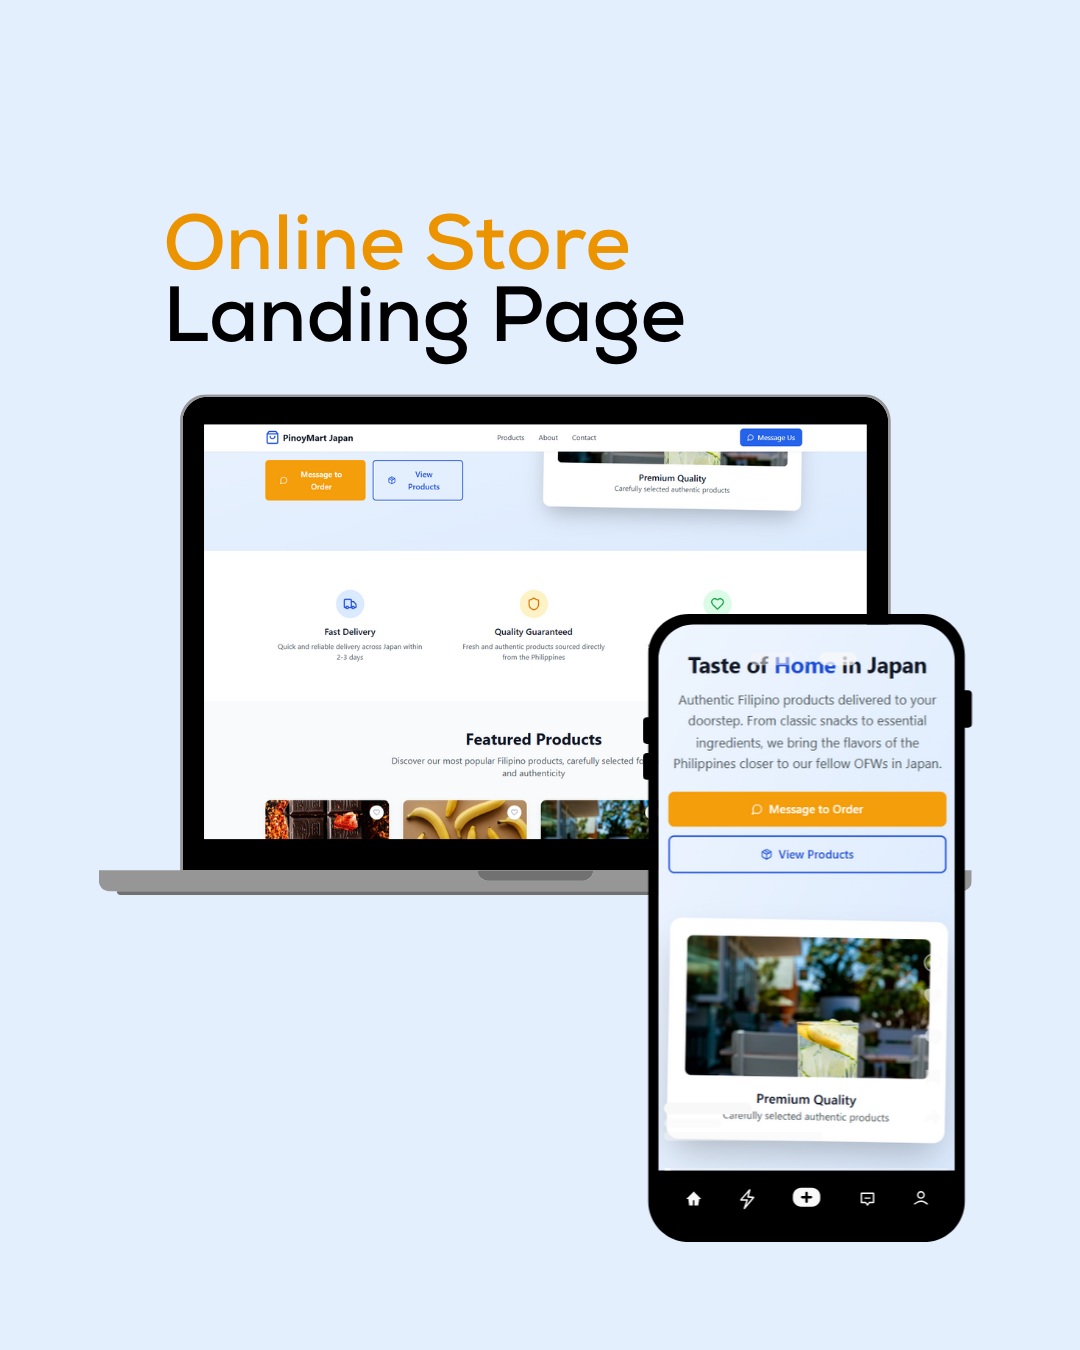 Online Store
Landing Page
PinoyMart Japan
Products About Contact
Message Us
Message to
Order
View
Products
Premium Quality
Carefully selected authentic products
Fast Delivery
Quick and reliable delivery across Japan within
2-3 days
Quality Guaranteed
Fresh and authentic products sourced directly
from the Philippines
Featured Products
Discover our most popular Filipino products, carefully selected
and authenticity
Taste of Home in Japan
Authentic Filipino products delivered to your
doorstep. From classic snacks to essential
ingredients, we bring the flavors of the
Philippines closer to our fellow OFWs in Japan.
Message to Order
View Products
Premium Quality
Carefully selected authentic products